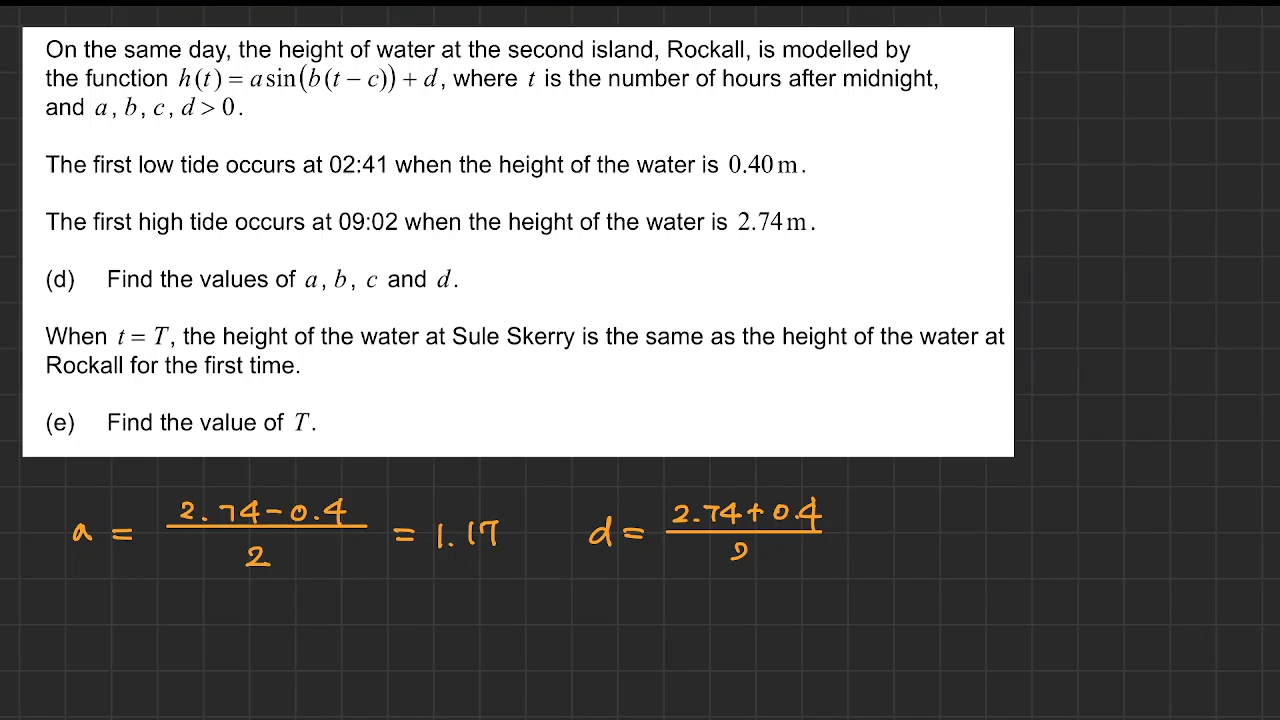 On the same day, the height of water at the second island, Rockall, is modelled by
the function h(t) = a sin(b(t − c)) + d, where t is the number of hours after midnight,
and a, b, c, d > 0.
The first low tide occurs at 02:41 when the height of the water is 0.40 m.
The first high tide occurs at 09:02 when the height of the water is 2.74 m.
(d) Find the values of a, b, c and d.
When t = T, the height of the water at Sule Skerry is the same as the height of the water at
Rockall for the first time.
(e) Find the value of T.
a = (2.74 − 0.4) / 2 = 1.17 d = (2.74 + 0.4) / 2